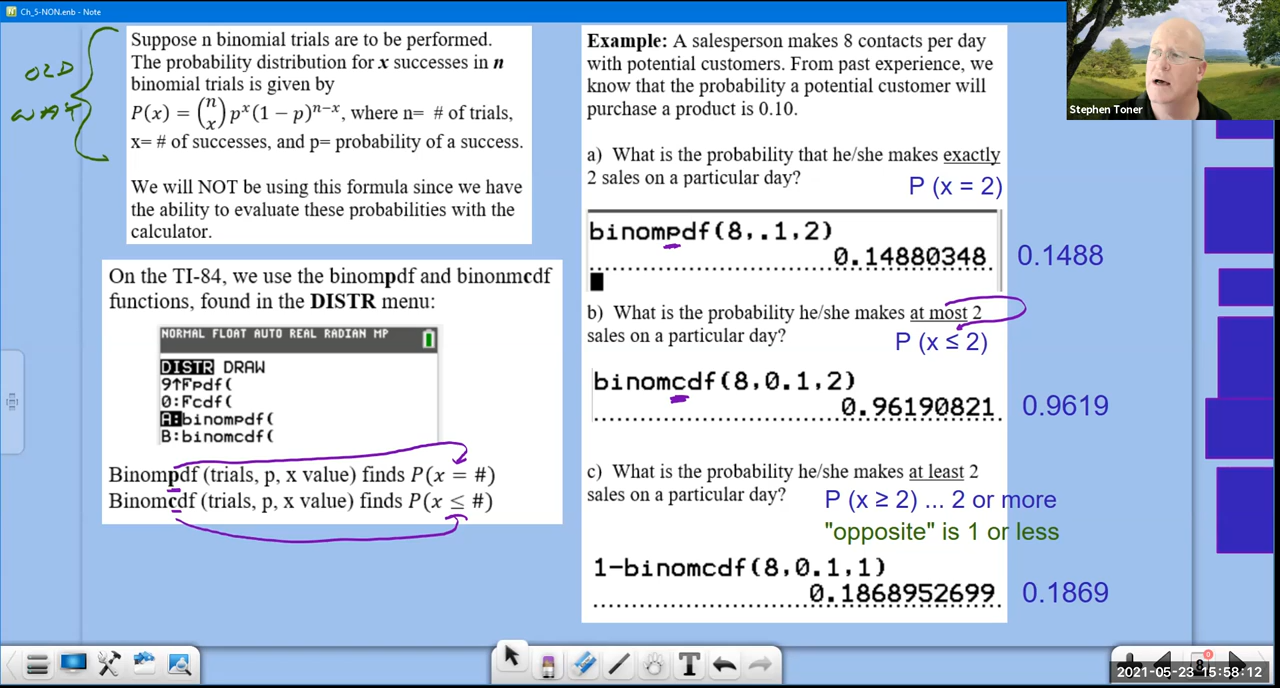 Ch_5-NON.enb - Note
OLD
WAY
Suppose n binomial trials are to be performed.
The probability distribution for x successes in n
binomial trials is given by
P(x) = (n x) p^x (1 − p)^n−x, where n= # of trials,
x= # of successes, and p= probability of a success.
We will NOT be using this formula since we have
the ability to evaluate these probabilities with the
calculator.
On the TI-84, we use the binompdf and binonmcdf
functions, found in the DISTR menu:
NORMAL FLOAT AUTO REAL RADIAN MP
DISTR DRAW
9↑Fpdf(
0:Fcdf(
A:binompdf(
B:binomcdf(
Binompdf (trials, p, x value) finds P(x = #)
Binomcdf (trials, p, x value) finds P(x ≤ #)
Example: A salesperson makes 8 contacts per day
with potential customers. From past experience, we
know that the probability a potential customer will
purchase a product is 0.10.
a) What is the probability that he/she makes exactly
2 sales on a particular day?
P (x = 2)
binompdf(8,.1,2)
0.14880348
0.1488
b) What is the probability he/she makes at most 2
sales on a particular day?
P (x ≤ 2)
binomcdf(8,0.1,2)
0.96190821
0.9619
c) What is the probability he/she makes at least 2
sales on a particular day?
P (x ≥ 2) ... 2 or more
"opposite" is 1 or less
1-binomcdf(8,0.1,1)
0.1868952699
0.1869
Stephen Toner
T
8
0
2021-05-23 15:58:12